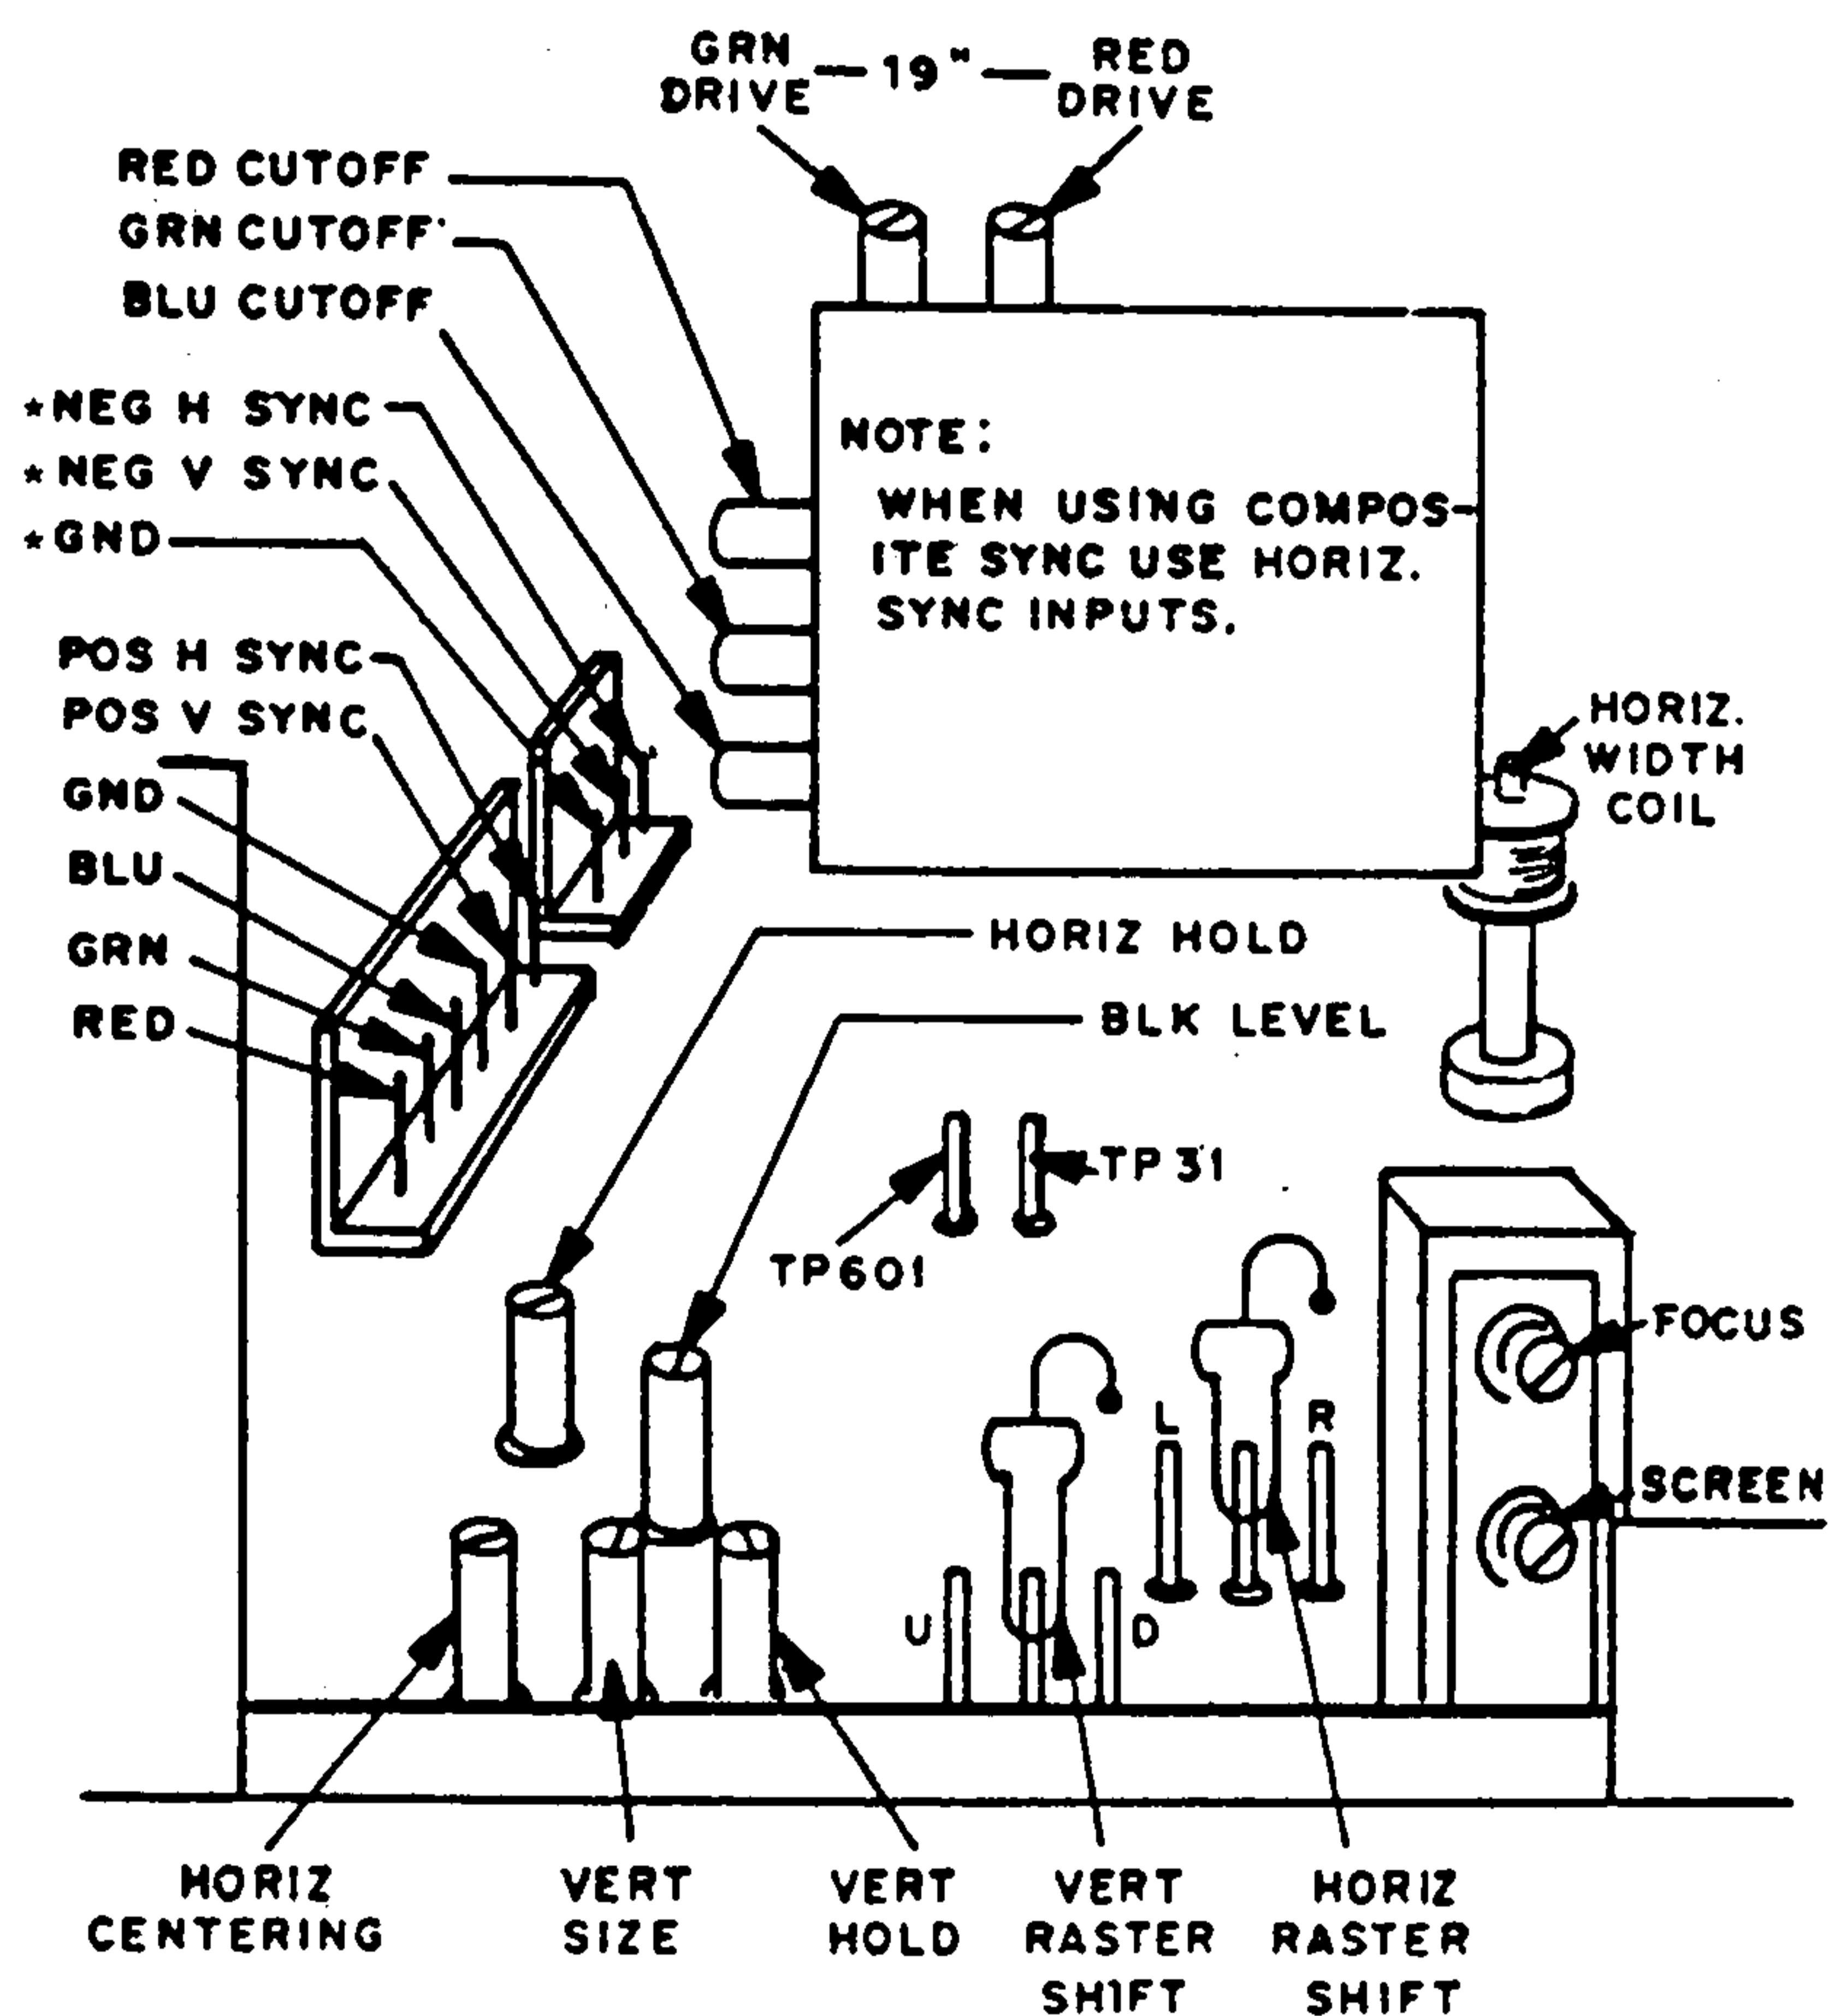 GRN DRIVE — 19" — RED DRIVE
RED CUTOFF
GRN CUTOFF
BLU CUTOFF
*NEG H SYNC
*NEG V SYNC
*GND
NOTE:
WHEN USING COMPOS-
ITE SYNC USE HORIZ.
SYNC INPUTS.
POS H SYNC
POS V SYNC
GND
BLU
GRN
RED
HORIZ.
WIDTH
COIL
HORIZ HOLD
BLK LEVEL
TP31
TP601
FOCUS
L
R
SCREEN
U
D
HORIZ
CENTERING
VERT
SIZE
VERT
HOLD
VERT
RASTER
SHIFT
HORIZ
RASTER
SHIFT